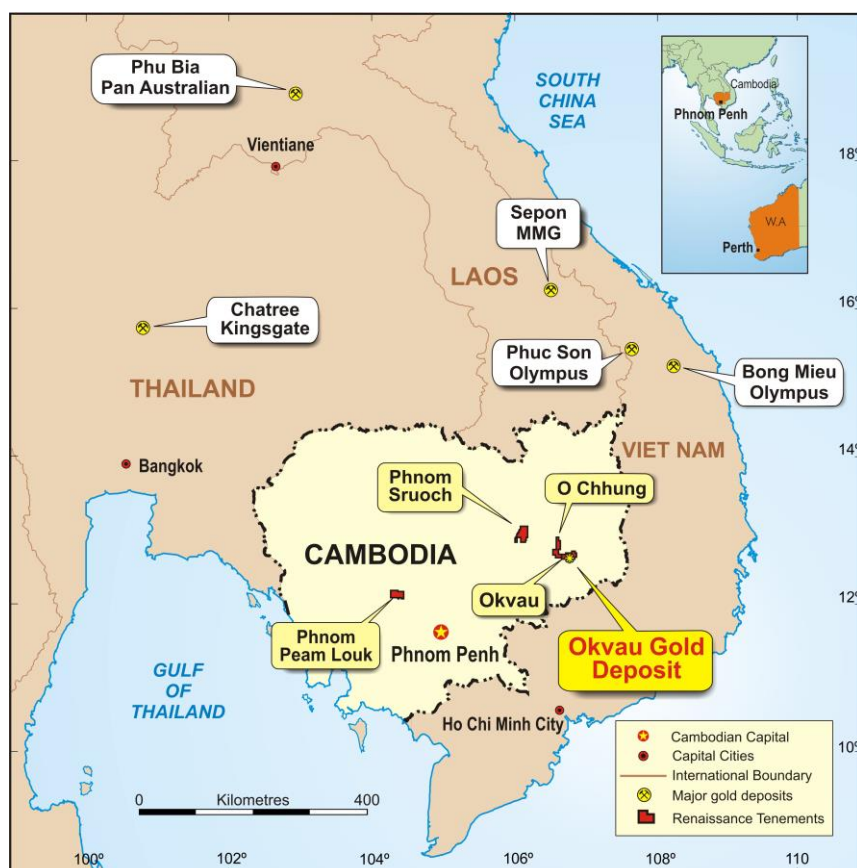 Phu Bia
Pan Australian
SOUTH
CHINA
SEA
Cambodia
Phnom Penh
W.A
Perth
Vientiane
18°
Sepon
MMG
LAOS
16°
Chatree
Kingsgate
Phuc Son
Olympus
Bong Mieu
Olympus
THAILAND
VIET NAM
14°
Bangkok
Phnom
Sruoch
O Chhung
CAMBODIA
Okvau
12°
Phnom
Peam Louk
Phnom Penh
Okvau Gold
Deposit
GULF
OF
THAILAND
Ho Chi Minh City
10°
Cambodian Capital
Capital Cities
International Boundary
Major gold deposits
Renaissance Tenements
0 Kilometres 400
100° 102° 104° 106° 108° 110